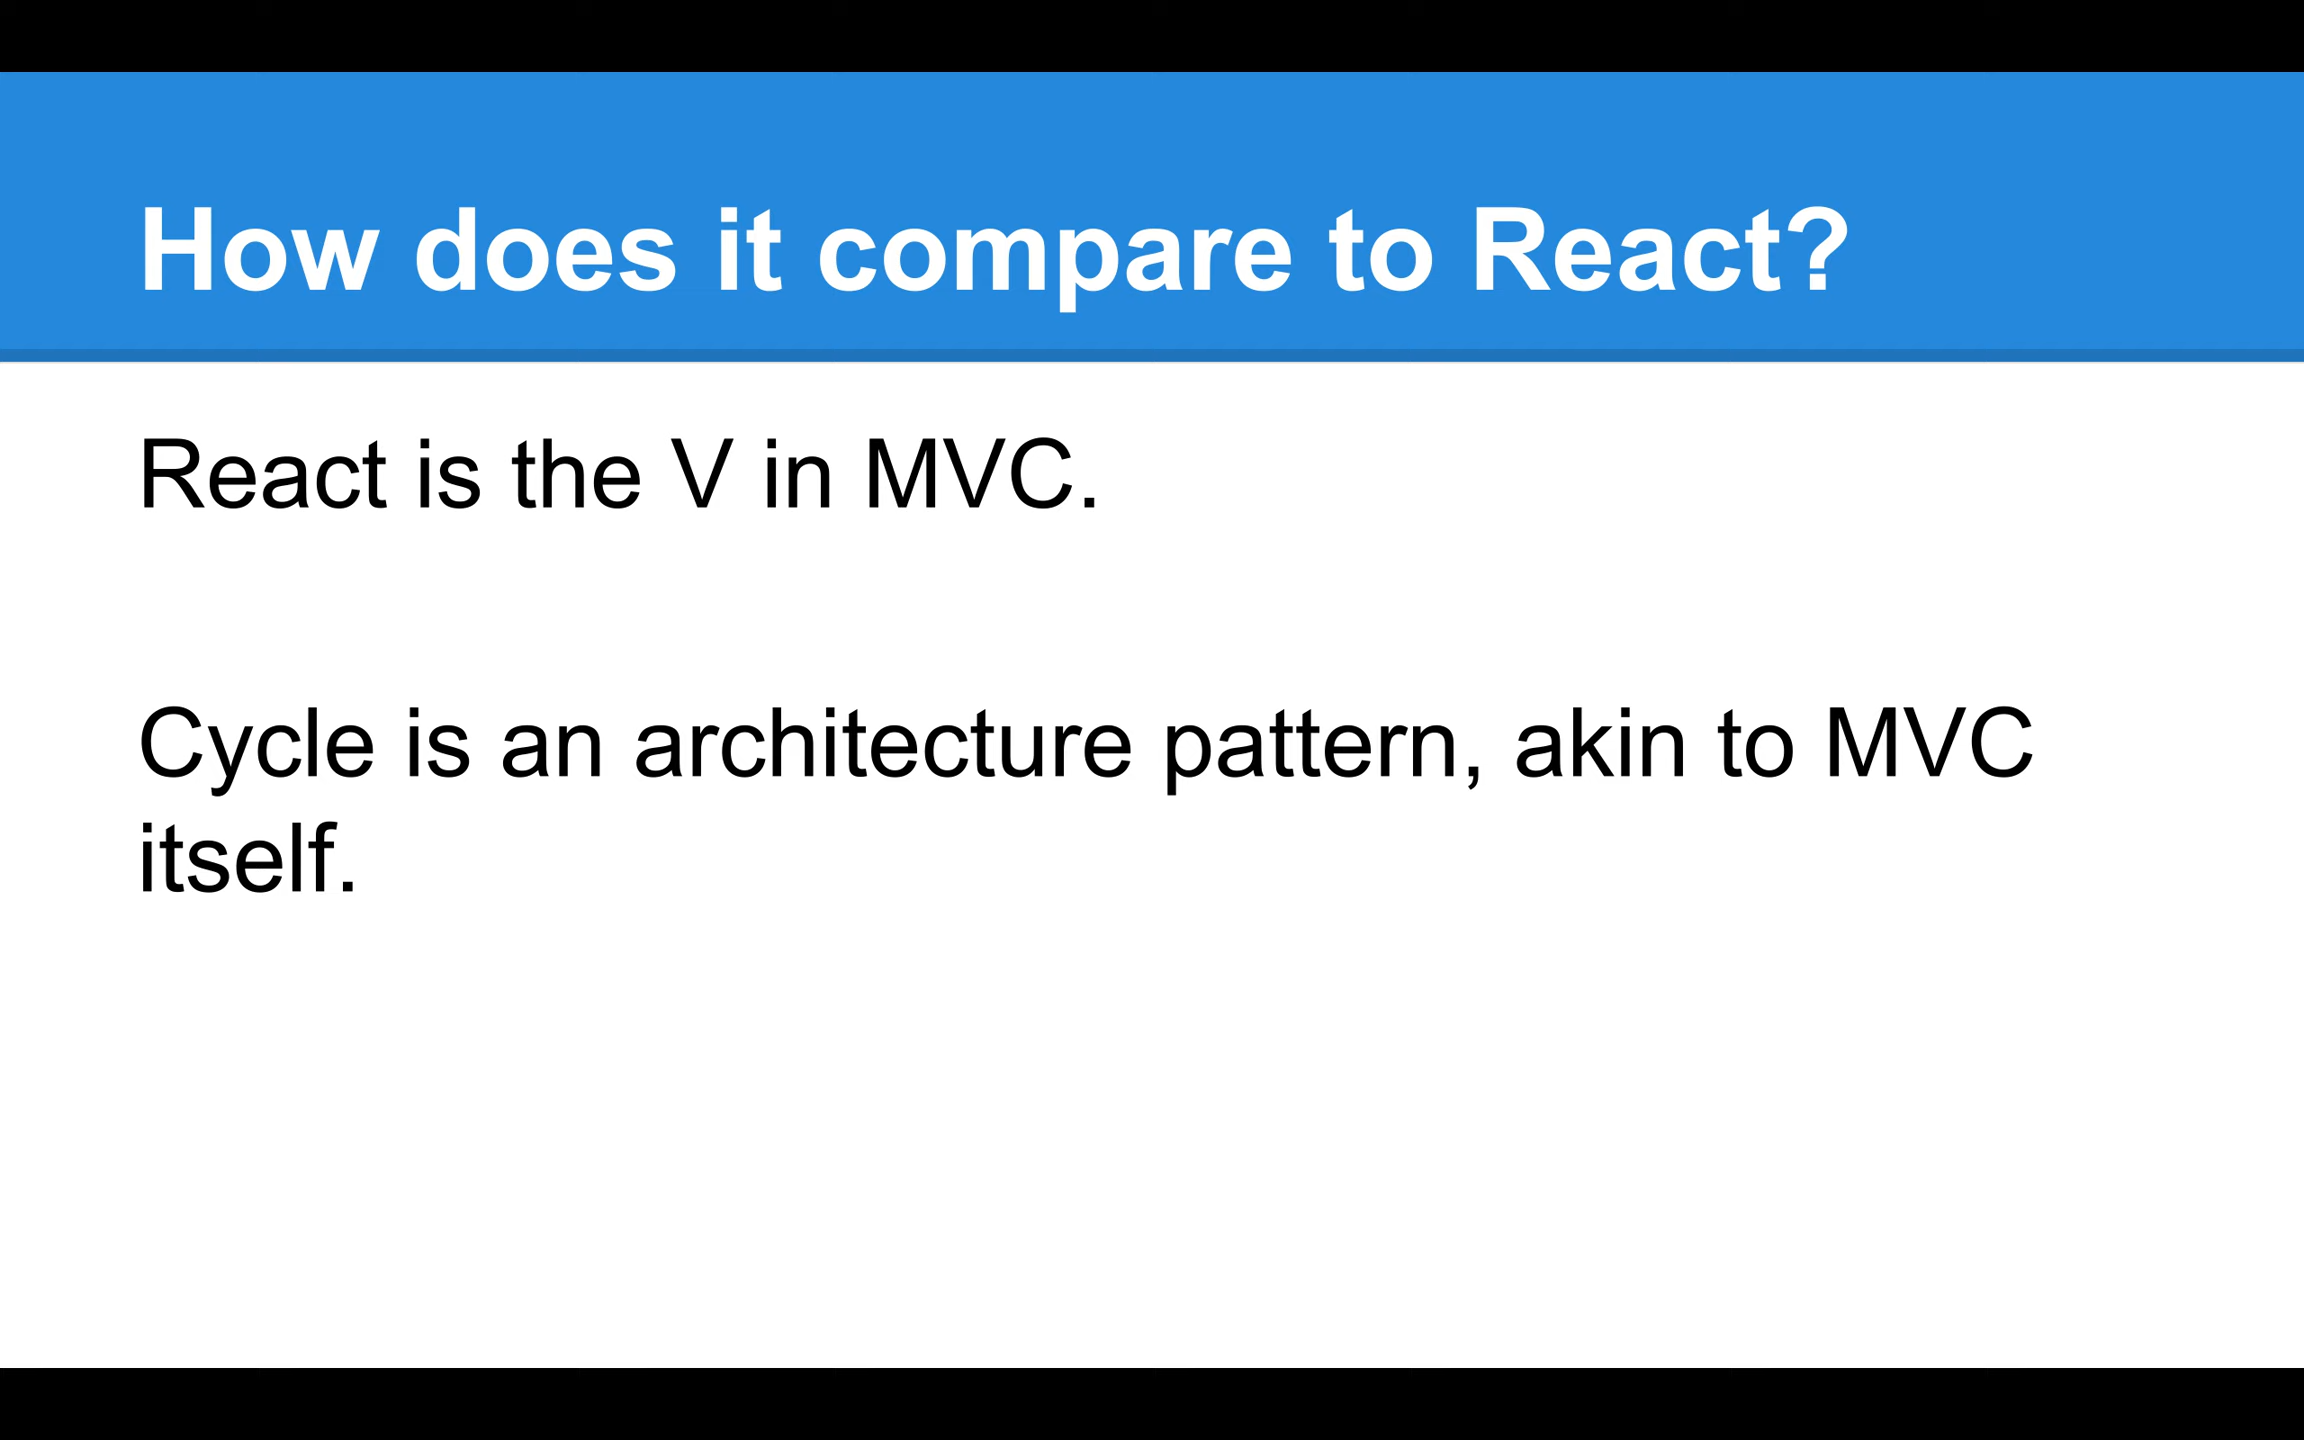 How does it compare to React?
React is the V in MVC.
Cycle is an architecture pattern, akin to MVC
itself.